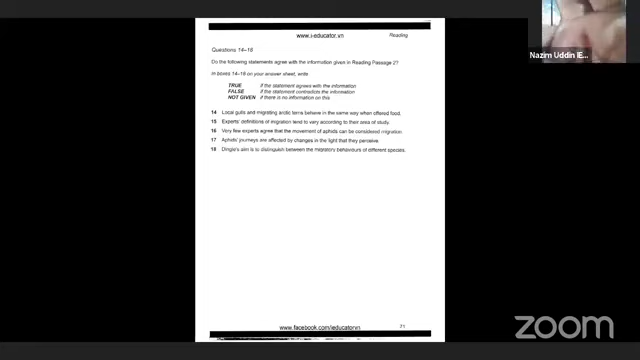 www.i-educator.vn Reading
Nazim Uddin IE...
Questions 14-18
Do the following statements agree with the information given in Reading Passage 2?
In boxes 14-18 on your answer sheet, write
TRUE if the statement agrees with the information
FALSE if the statement contradicts the information
NOT GIVEN if there is no information on this
14 Local gulls and migrating arctic terns behave in the same way when offered food.
15 Experts' definitions of migration tend to vary according to their area of study.
16 Very few experts agree that the movement of aphids can be considered migration.
17 Aphids' journeys are affected by changes in the light that they perceive.
18 Dingle's aim is to distinguish between the migratory behaviours of different species.
www.facebook.com/ieducatorvn 21
zoom